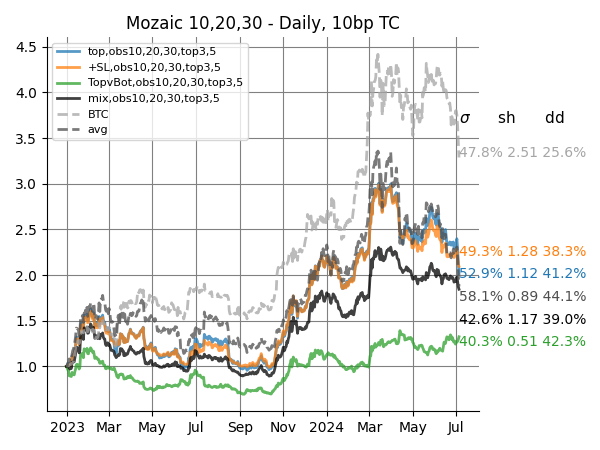 Mozaic 10,20,30 - Daily, 10bp TC
top,obs10,20,30,top3,5
+SL,obs10,20,30,top3,5
TopvBot,obs10,20,30,top3,5
mix,obs10,20,30,top3,5
BTC
avg
4.5
4.0
3.5
3.0
2.5
2.0
1.5
1.0
σ sh dd
47.8% 2.51 25.6%
49.3% 1.28 38.3%
52.9% 1.12 41.2%
58.1% 0.89 44.1%
42.6% 1.17 39.0%
40.3% 0.51 42.3%
2023 Mar May Jul Sep Nov 2024 Mar May Jul